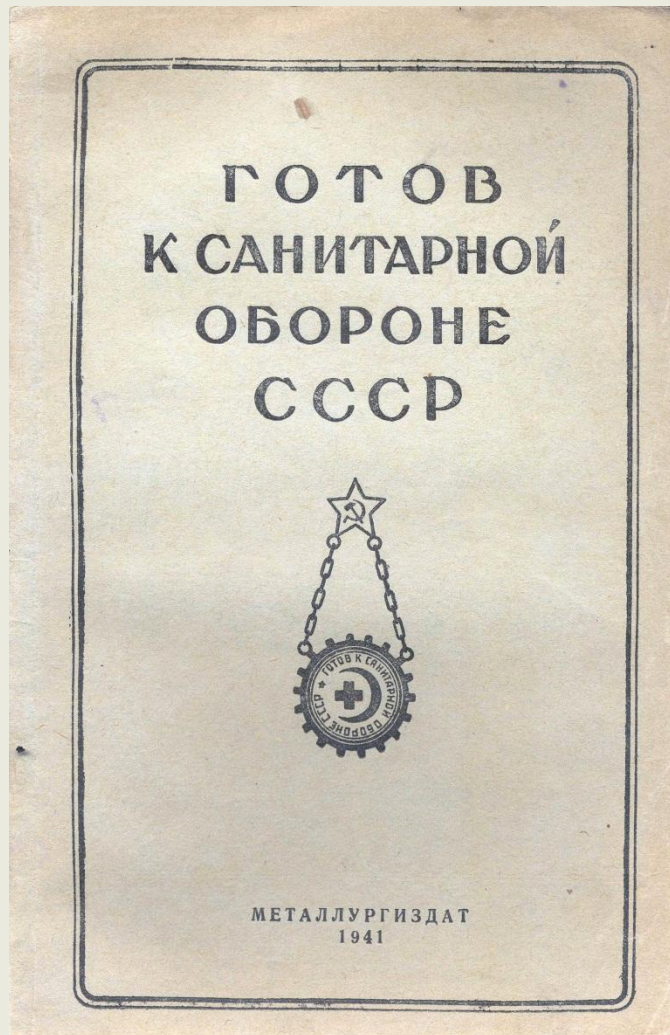 ГОТОВ
К САНИТАРНОЙ
ОБОРОНЕ
СССР
ГОТОВ К САНИТАРНОЙ ОБОРОНЕ СССР
МЕТАЛЛУРГИЗДАТ
1941